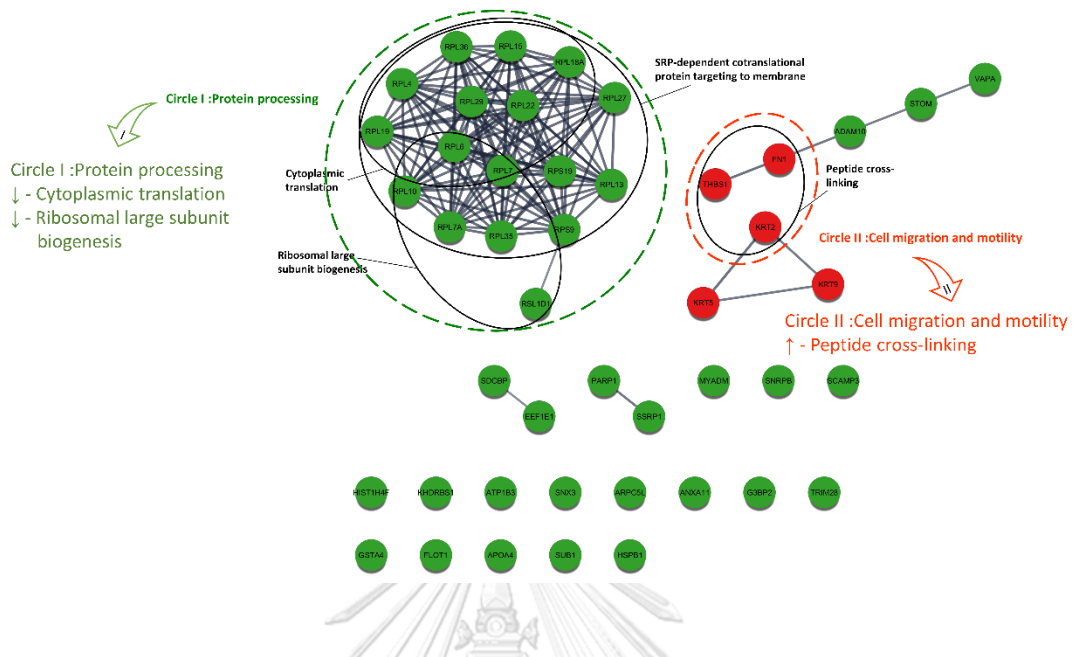 RPL36
RPL15
RPL18A
SRP-dependent cotranslational
protein targeting to membrane
VAPA
RPL4
RPL29
RPL22
RPL27
STOM
Circle I :Protein processing
RPL19
ADAM10
I
RPL6
FN1
Circle I :Protein processing
↓ - Cytoplasmic translation
↓ - Ribosomal large subunit
biogenesis
Cytoplasmic
translation
RPL7
RPS19
RPL13
RPL10
THBS1
Peptide cross-
linking
RPL7A
RPL35
RPS9
KRT2
Circle II :Cell migration and motility
Ribosomal large
subunit biogenesis
RSL1D1
KRT5
KRT9
II
Circle II :Cell migration and motility
↑ - Peptide cross-linking
SDCBP
PARP1
MYADM
SNRPB
SCAMP3
EEF1E1
SSRP1
HIST1H4F
KHDRBS1
ATP1B3
SNX3
ARPC5L
ANXA11
G3BP2
TRIM28
GSTA4
FLOT1
APOA4
SUB1
HSPB1